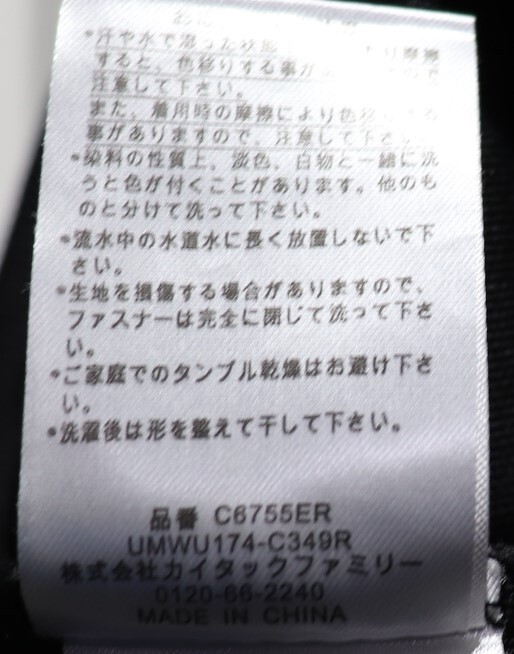 ・汗や水で湿った状態　り摩擦
すると、色移りする事が　ので
注意して下さい。
また、着用時の摩擦により色移　る
事がありますので、注意して下さ
・染料の性質上、淡色、白物と一緒に洗
うと色が付くことがあります。他のも
のと分けて洗って下さい。
・流水中の水道水に長く放置しないで下
さい。
・生地を損傷する場合がありますので、
ファスナーは完全に閉じて洗って下さ
い。
・ご家庭でのタンブル乾燥はお避け下さ
い。
・洗濯後は形を整えて干して下さい。
品番 C6755ER
UMWU174-C349R
株式会社カイタックファミリー
0120-86-2240
MADE IN CHINA